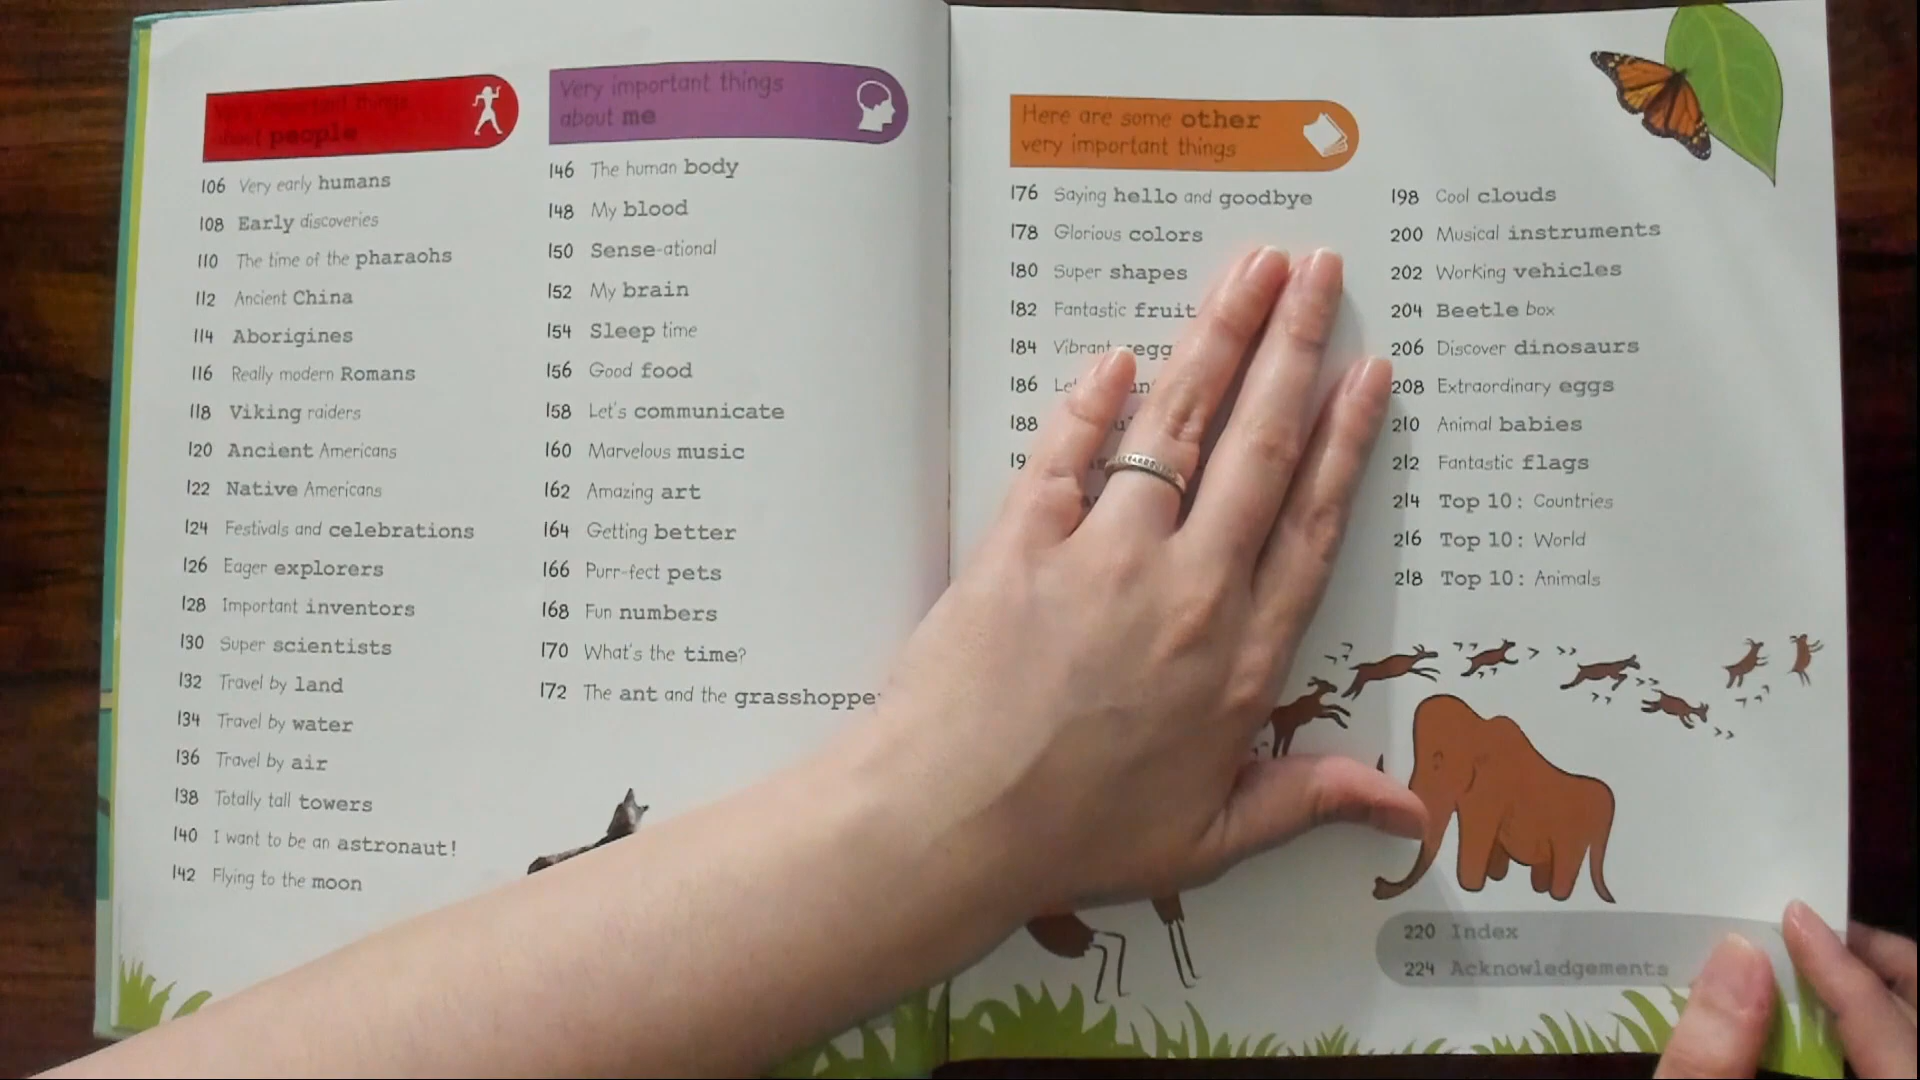 Very important things
about people
106 Very early humans
108 Early discoveries
110 The time of the pharaohs
112 Ancient China
114 Aborigines
116 Really modern Romans
118 Viking raiders
120 Ancient Americans
122 Native Americans
124 Festivals and celebrations
126 Eager explorers
128 Important inventors
130 Super scientists
132 Travel by land
134 Travel by water
136 Travel by air
138 Totally tall towers
140 I want to be an astronaut!
142 Flying to the moon
Very important things
about me
146 The human body
148 My blood
150 Sense-ational
152 My brain
154 Sleep time
156 Good food
158 Let's communicate
160 Marvelous music
162 Amazing art
164 Getting better
166 Purr-fect pets
168 Fun numbers
170 What's the time?
172 The ant and the
Here are some other
very important things
176 Saying hello and goodbye
178 Glorious colors
180 Super shapes
182 Fantastic fruit
184 Vibrant
186
188
198 Cool clouds
200 Musical instruments
202 Working vehicles
204 Beetle box
206 Discover dinosaurs
208 Extraordinary eggs
210 Animal babies
212 Fantastic flags
214 Top 10: Countries
216 Top 10: World
218 Top 10: Animals
220 Index
224 Acknowledgements